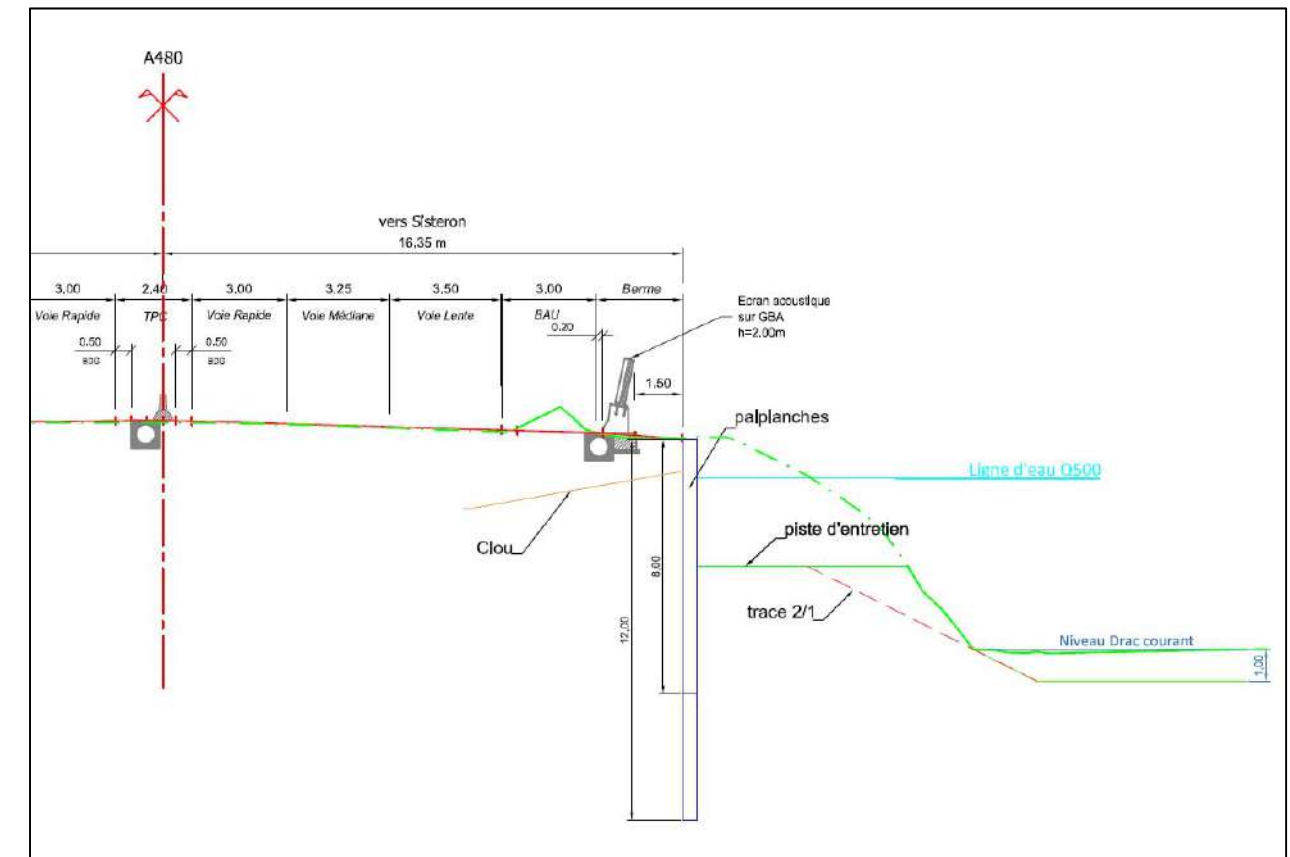 A480
vers Sisteron
16,35 m
3,00 2,40 3,00 3.25 3.50 3,00 Berme
Voie Rapide TPC Voie Rapide Voie Médiane Voie Lente BAU
0.50 0.50 0.20
BDG BDG
Ecran acoustique
sur GBA
h=2.00m
1.50
palplanches
Ligne d'eau Q500
Clou
piste d'entretien
8.00
trace 2/1
12,00
Niveau Drac courant
1,00